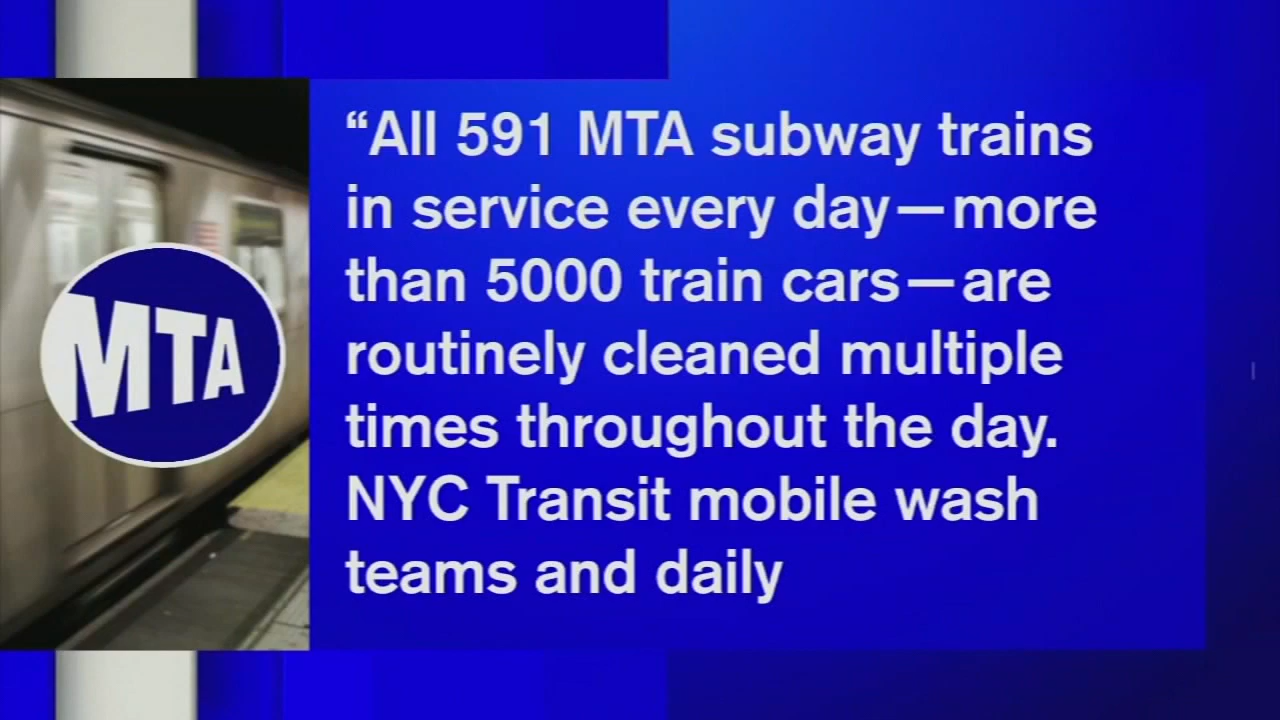 MTA
“All 591 MTA subway trains
in service every day—more
than 5000 train cars—are
routinely cleaned multiple
times throughout the day.
NYC Transit mobile wash
teams and daily